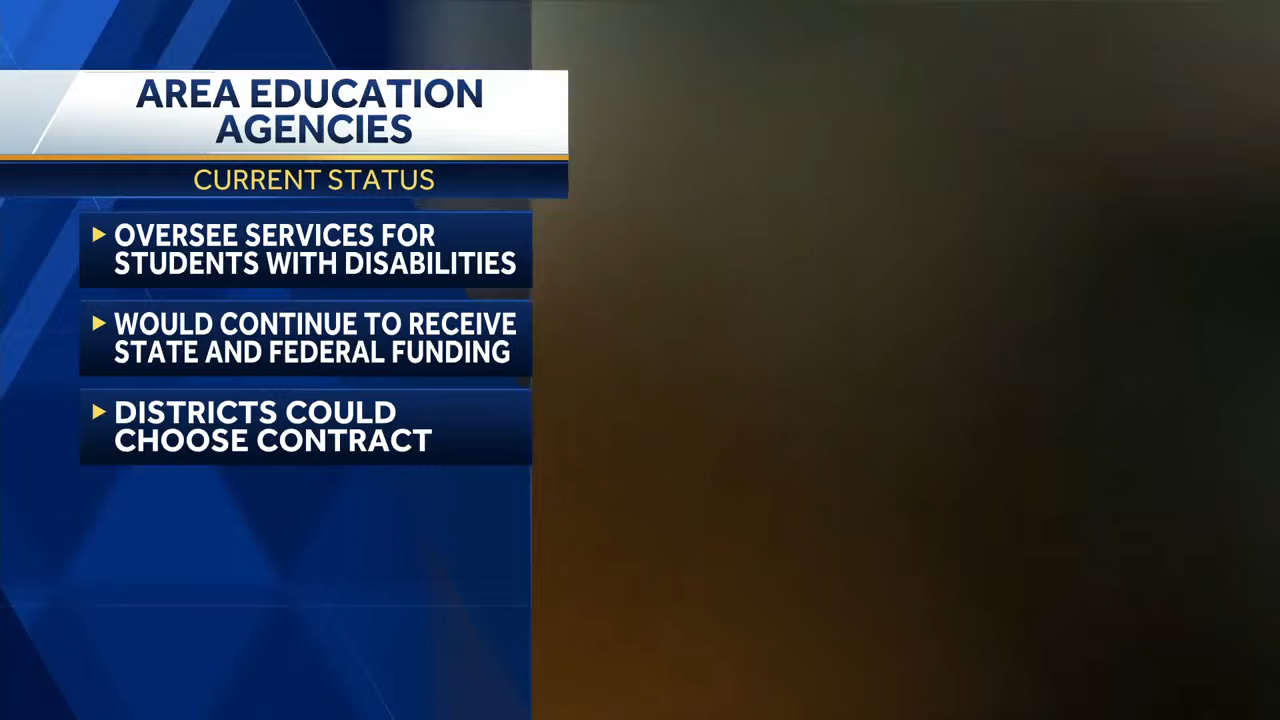 AREA EDUCATION
AGENCIES
CURRENT STATUS
OVERSEE SERVICES FOR
STUDENTS WITH DISABILITIES
WOULD CONTINUE TO RECEIVE
STATE AND FEDERAL FUNDING
DISTRICTS COULD
CHOOSE CONTRACT